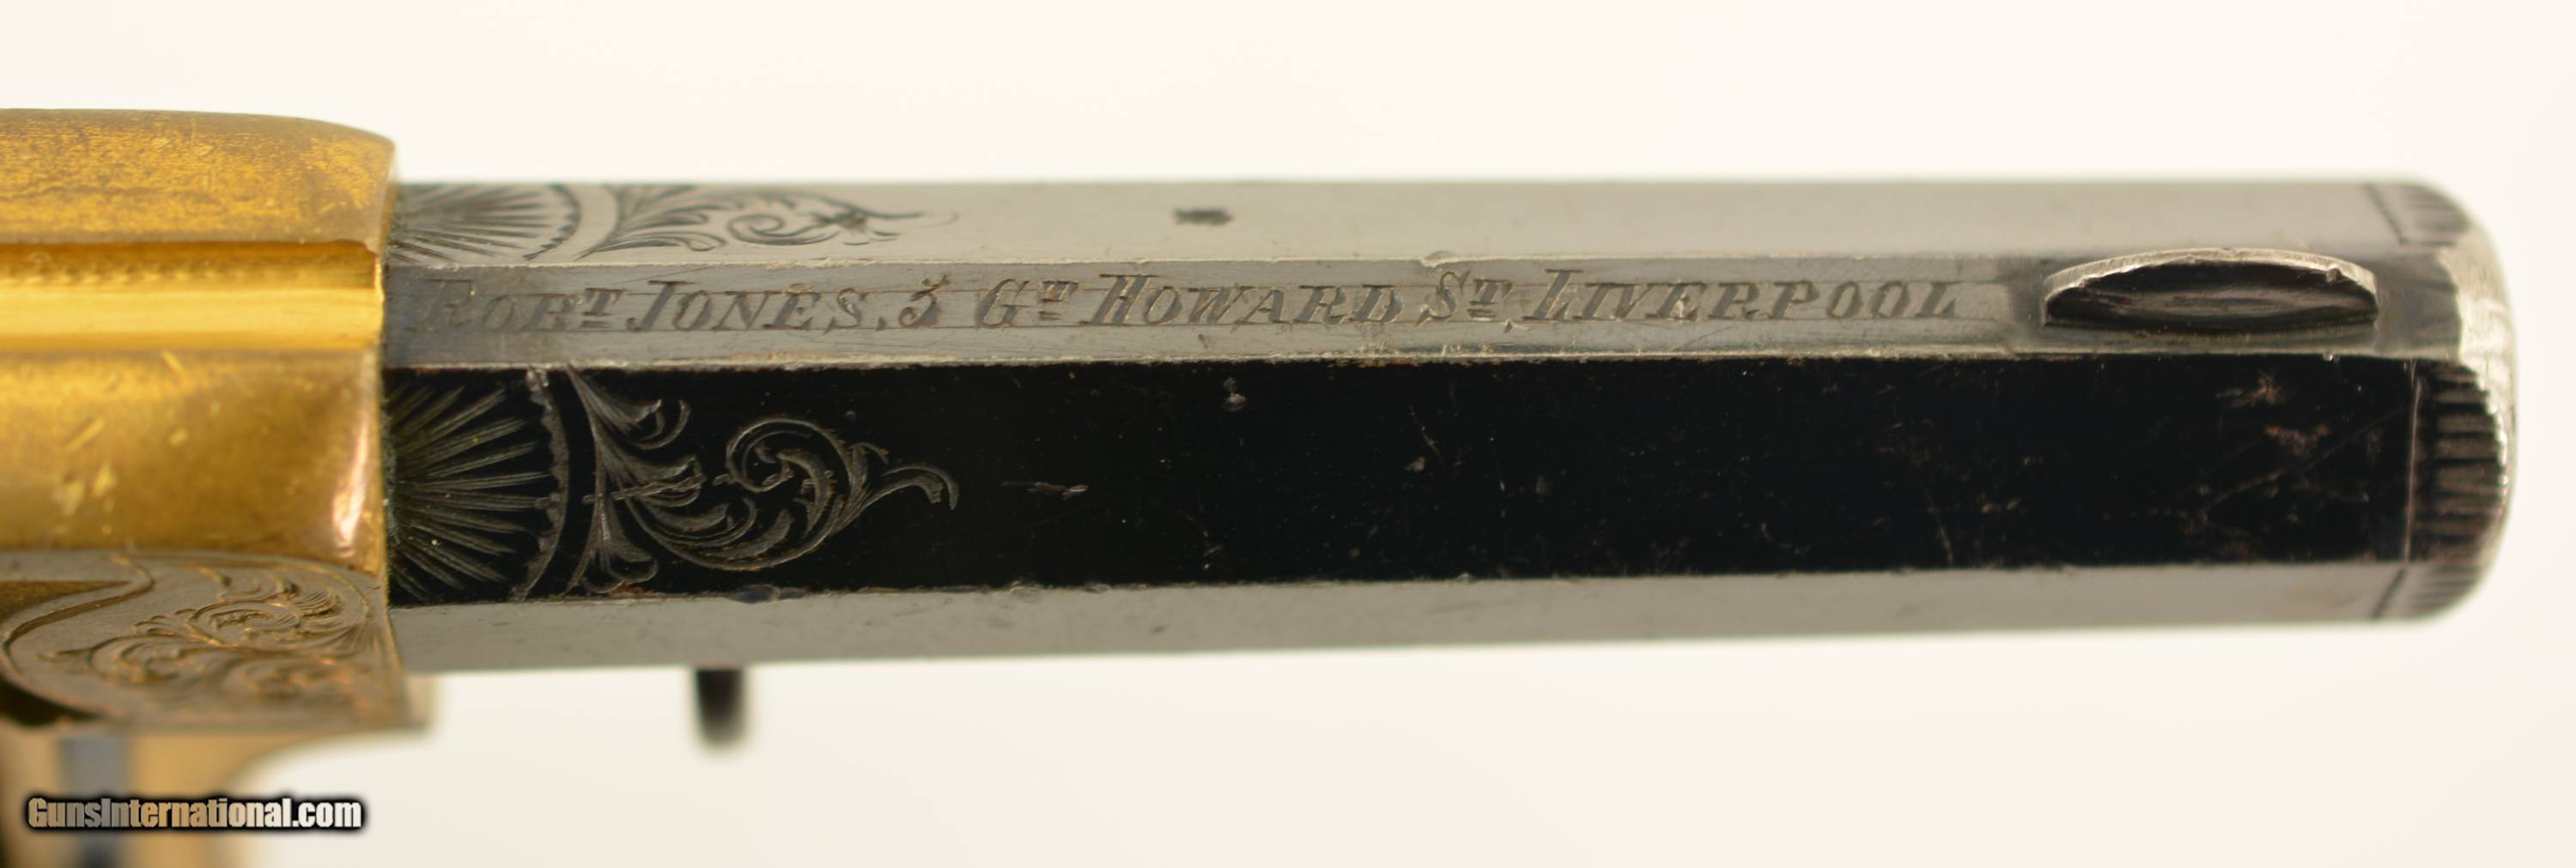 ROBT JONES, 3 GT HOWARD ST LIVERPOOL
GunsInternational.com